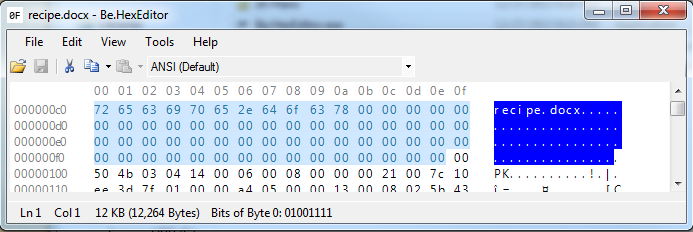 recipe.docx - Be.HexEditor
File Edit View Tools Help
ANSI (Default)
00 01 02 03 04 05 06 07 08 09 0a 0b 0c 0d 0e 0f
000000c0 72 65 63 69 70 65 2e 64 6f 63 78 00 00 00 00 00 recipe.docx.....
000000d0 00 00 00 00 00 00 00 00 00 00 00 00 00 00 00 00 ................
000000e0 00 00 00 00 00 00 00 00 00 00 00 00 00 00 00 00 ................
000000f0 00 00 00 00 00 00 00 00 00 00 00 00 00 00 00 00 ................
00000100 50 4b 03 04 14 00 06 00 08 00 00 00 21 00 7c 10 PK..........!.|.
00000110 ee 3d 7f 01 00 00 a4 05 00 00 13 00 08 02 5b 43 î=....¤.......[C
Ln 1 Col 1 12 KB (12,264 Bytes) Bits of Byte 0: 01001111